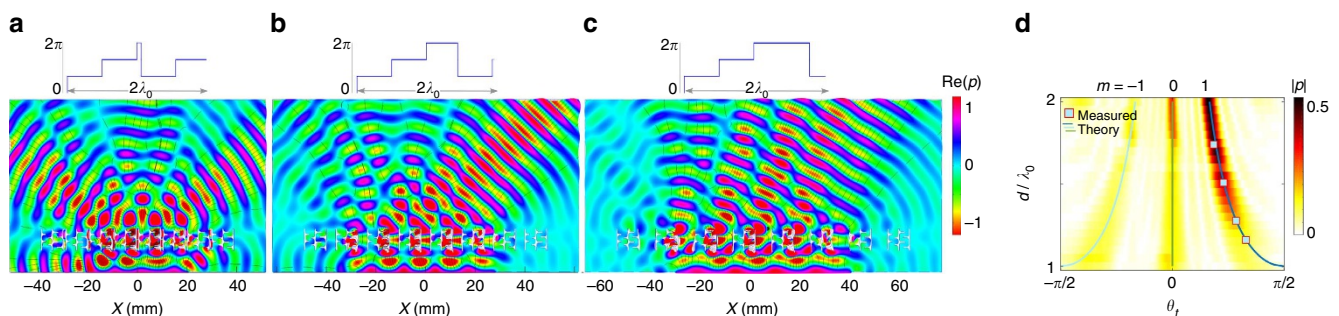 a
2π
0
2λ₀
−40 −20 0 20 40
X (mm)
b
2π
0
2λ₀
−40 −20 0 20 40
X (mm)
c
2π
0
2λ₀
−60 −40 −20 0 20 40 60
X (mm)
Re(p)
1
0
−1
d
m = −1 0 1
|p|
0.5
0
2
1
d / λ₀
Measured
Theory
−π/2 0 π/2
θt